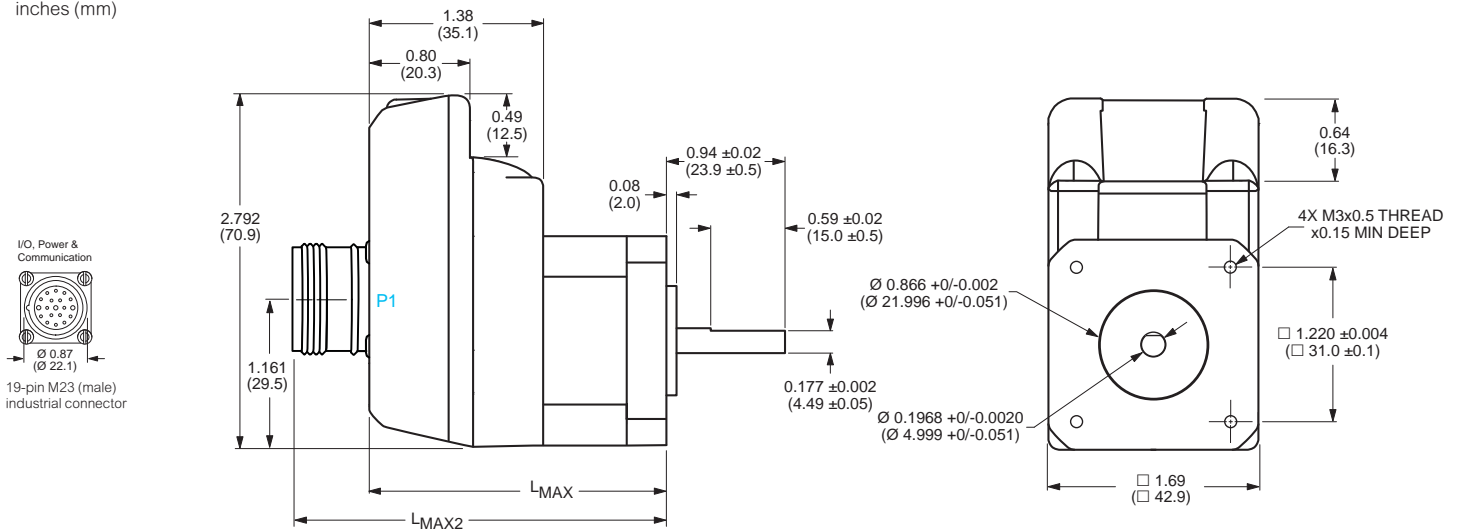 inches (mm)
1.38
(35.1)
0.80
(20.3)
0.49
(12.5)
0.94 ±0.02
(23.9 ±0.5)
0.08
(2.0)
0.59 ±0.02
(15.0 ±0.5)
2.792
(70.9)
P1
1.161
(29.5)
0.177 ±0.002
(4.49 ±0.05)
LMAX
LMAX2
I/O, Power &
Communication
Ø 0.87
(Ø 22.1)
19-pin M23 (male)
industrial connector
0.64
(16.3)
4X M3x0.5 THREAD
x0.15 MIN DEEP
Ø 0.866 +0/-0.002
(Ø 21.996 +0/-0.051)
□ 1.220 ±0.004
(□ 31.0 ±0.1)
Ø 0.1968 +0/-0.0020
(Ø 4.999 +0/-0.051)
□ 1.69
(□ 42.9)